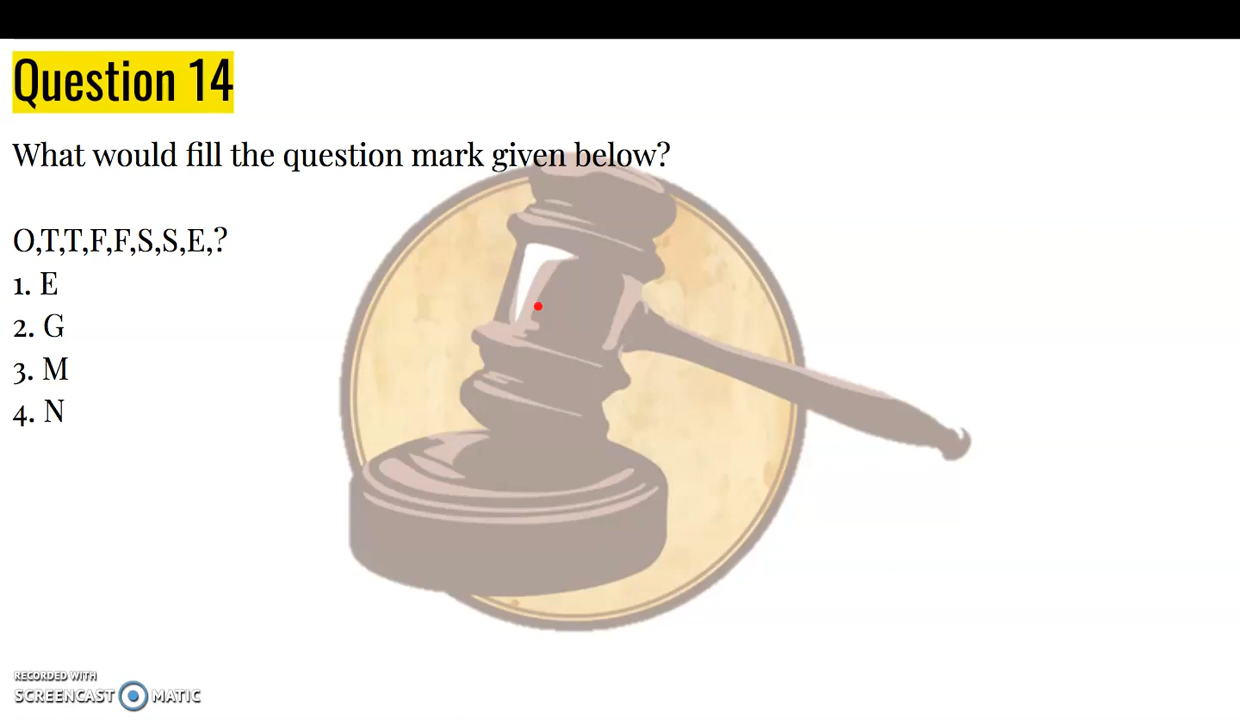 Question 14
What would fill the question mark given below?
O,T,T,F,F,S,S,E,?
1. E
2. G
3. M
4. N
RECORDED WITH
SCREENCAST MATIC